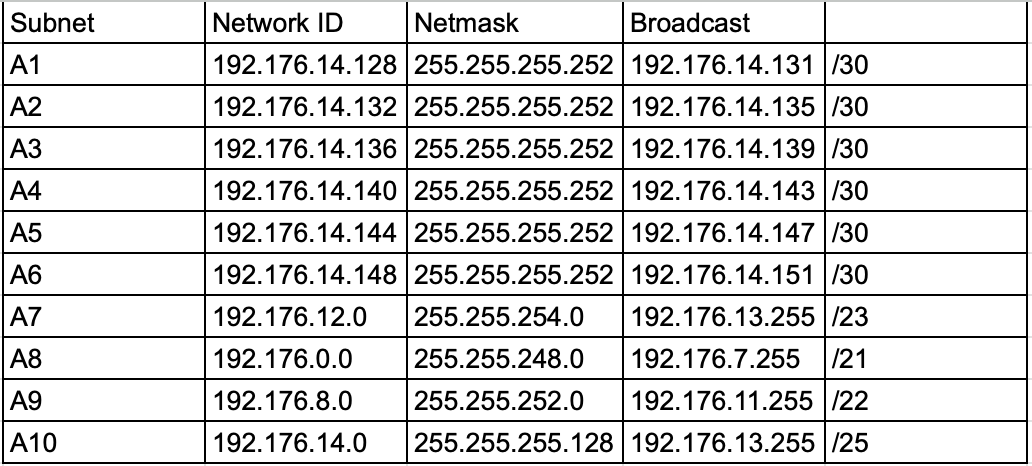 Subnet Network ID Netmask Broadcast
A1 192.176.14.128 255.255.255.252 192.176.14.131 /30
A2 192.176.14.132 255.255.255.252 192.176.14.135 /30
A3 192.176.14.136 255.255.255.252 192.176.14.139 /30
A4 192.176.14.140 255.255.255.252 192.176.14.143 /30
A5 192.176.14.144 255.255.255.252 192.176.14.147 /30
A6 192.176.14.148 255.255.255.252 192.176.14.151 /30
A7 192.176.12.0 255.255.254.0 192.176.13.255 /23
A8 192.176.0.0 255.255.248.0 192.176.7.255 /21
A9 192.176.8.0 255.255.252.0 192.176.11.255 /22
A10 192.176.14.0 255.255.255.128 192.176.13.255 /25